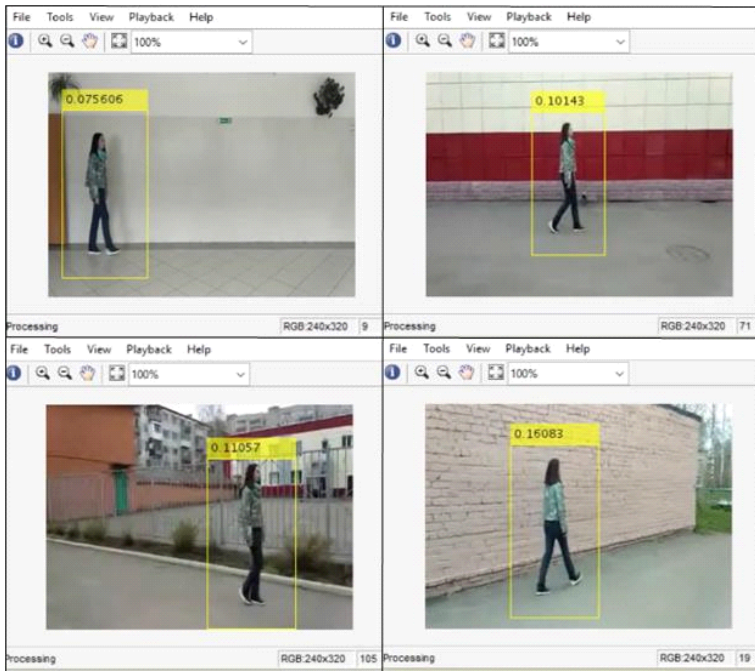 File Tools View Playback Help
100%
0.075606
Processing RGB:240x320 9
File Tools View Playback Help
100%
0.10143
Processing RGB:240x320 71
File Tools View Playback Help
100%
0.11057
Processing RGB:240x320 105
File Tools View Playback Help
100%
0.16083
Processing RGB:240x320 19